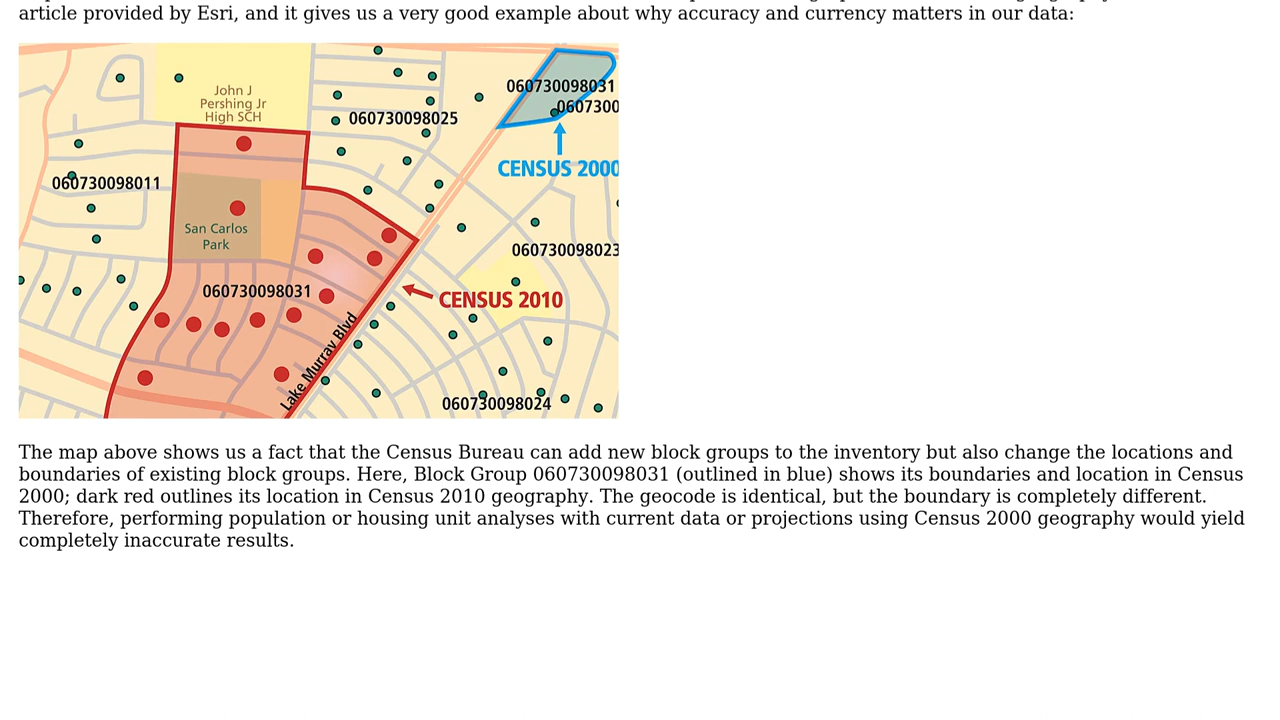 article provided by Esri, and it gives us a very good example about why accuracy and currency matters in our data:
John J
Pershing Jr
High SCH
060730098031
060730
060730098025
CENSUS 2000
060730098011
San Carlos
Park
060730098023
060730098031
CENSUS 2010
Lake Murray Blvd
060730098024
The map above shows us a fact that the Census Bureau can add new block groups to the inventory but also change the locations and
boundaries of existing block groups. Here, Block Group 060730098031 (outlined in blue) shows its boundaries and location in Census
2000; dark red outlines its location in Census 2010 geography. The geocode is identical, but the boundary is completely different.
Therefore, performing population or housing unit analyses with current data or projections using Census 2000 geography would yield
completely inaccurate results.